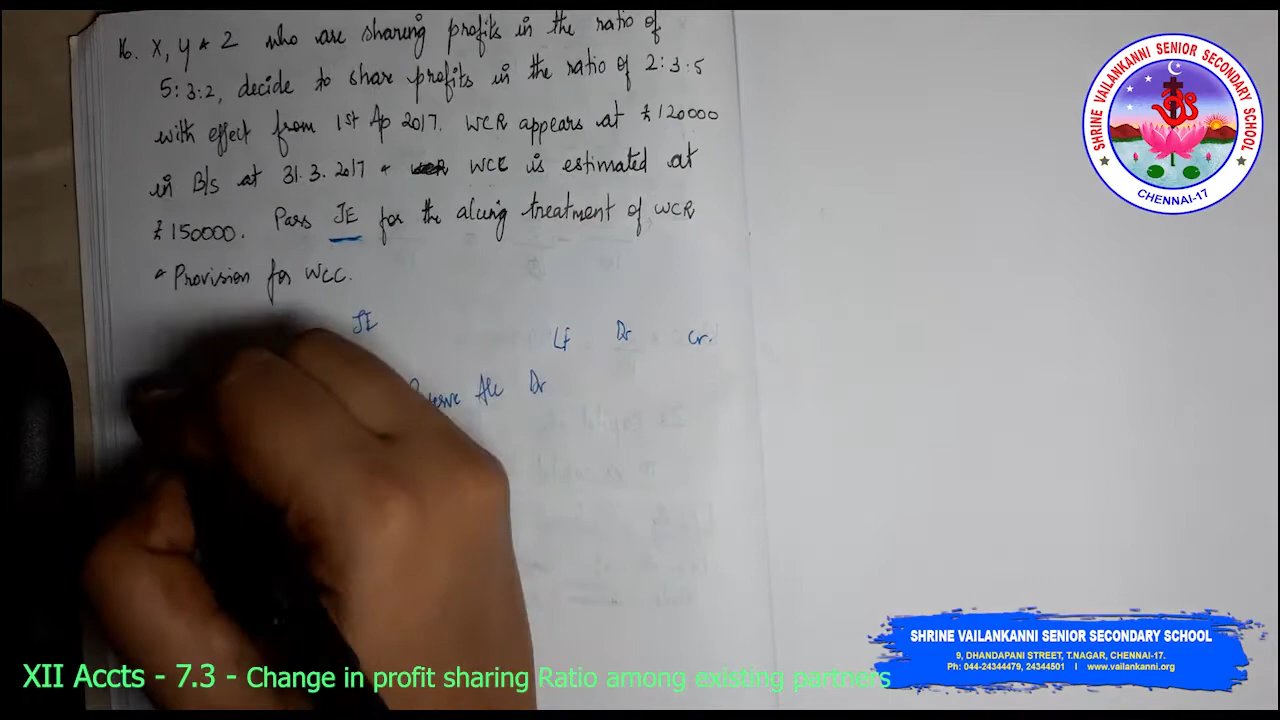 16. X, Y & Z who are sharing profits in the ratio of
5:3:2, decide to share profits in the ratio of 2:3:5
with effect from 1st Ap 2017. WCR appears at ₹120000
in B/S at 31.3.2017 & WCC is estimated at
₹150000. Pass JE for the a/cing treatment of WCR
& Provision for WCC.
JE
LF Dr Cr.
Reserve A/c Dr
SHRINE VAILANKANNI SENIOR SECONDARY SCHOOL
CHENNAI-17
SHRINE VAILANKANNI SENIOR SECONDARY SCHOOL
9, DHANDAPANI STREET, T.NAGAR, CHENNAI-17.
Ph: 044-24344479, 24344501 I www.vailankanni.org
XII Accts - 7.3 - Change in profit sharing Ratio among existing partners